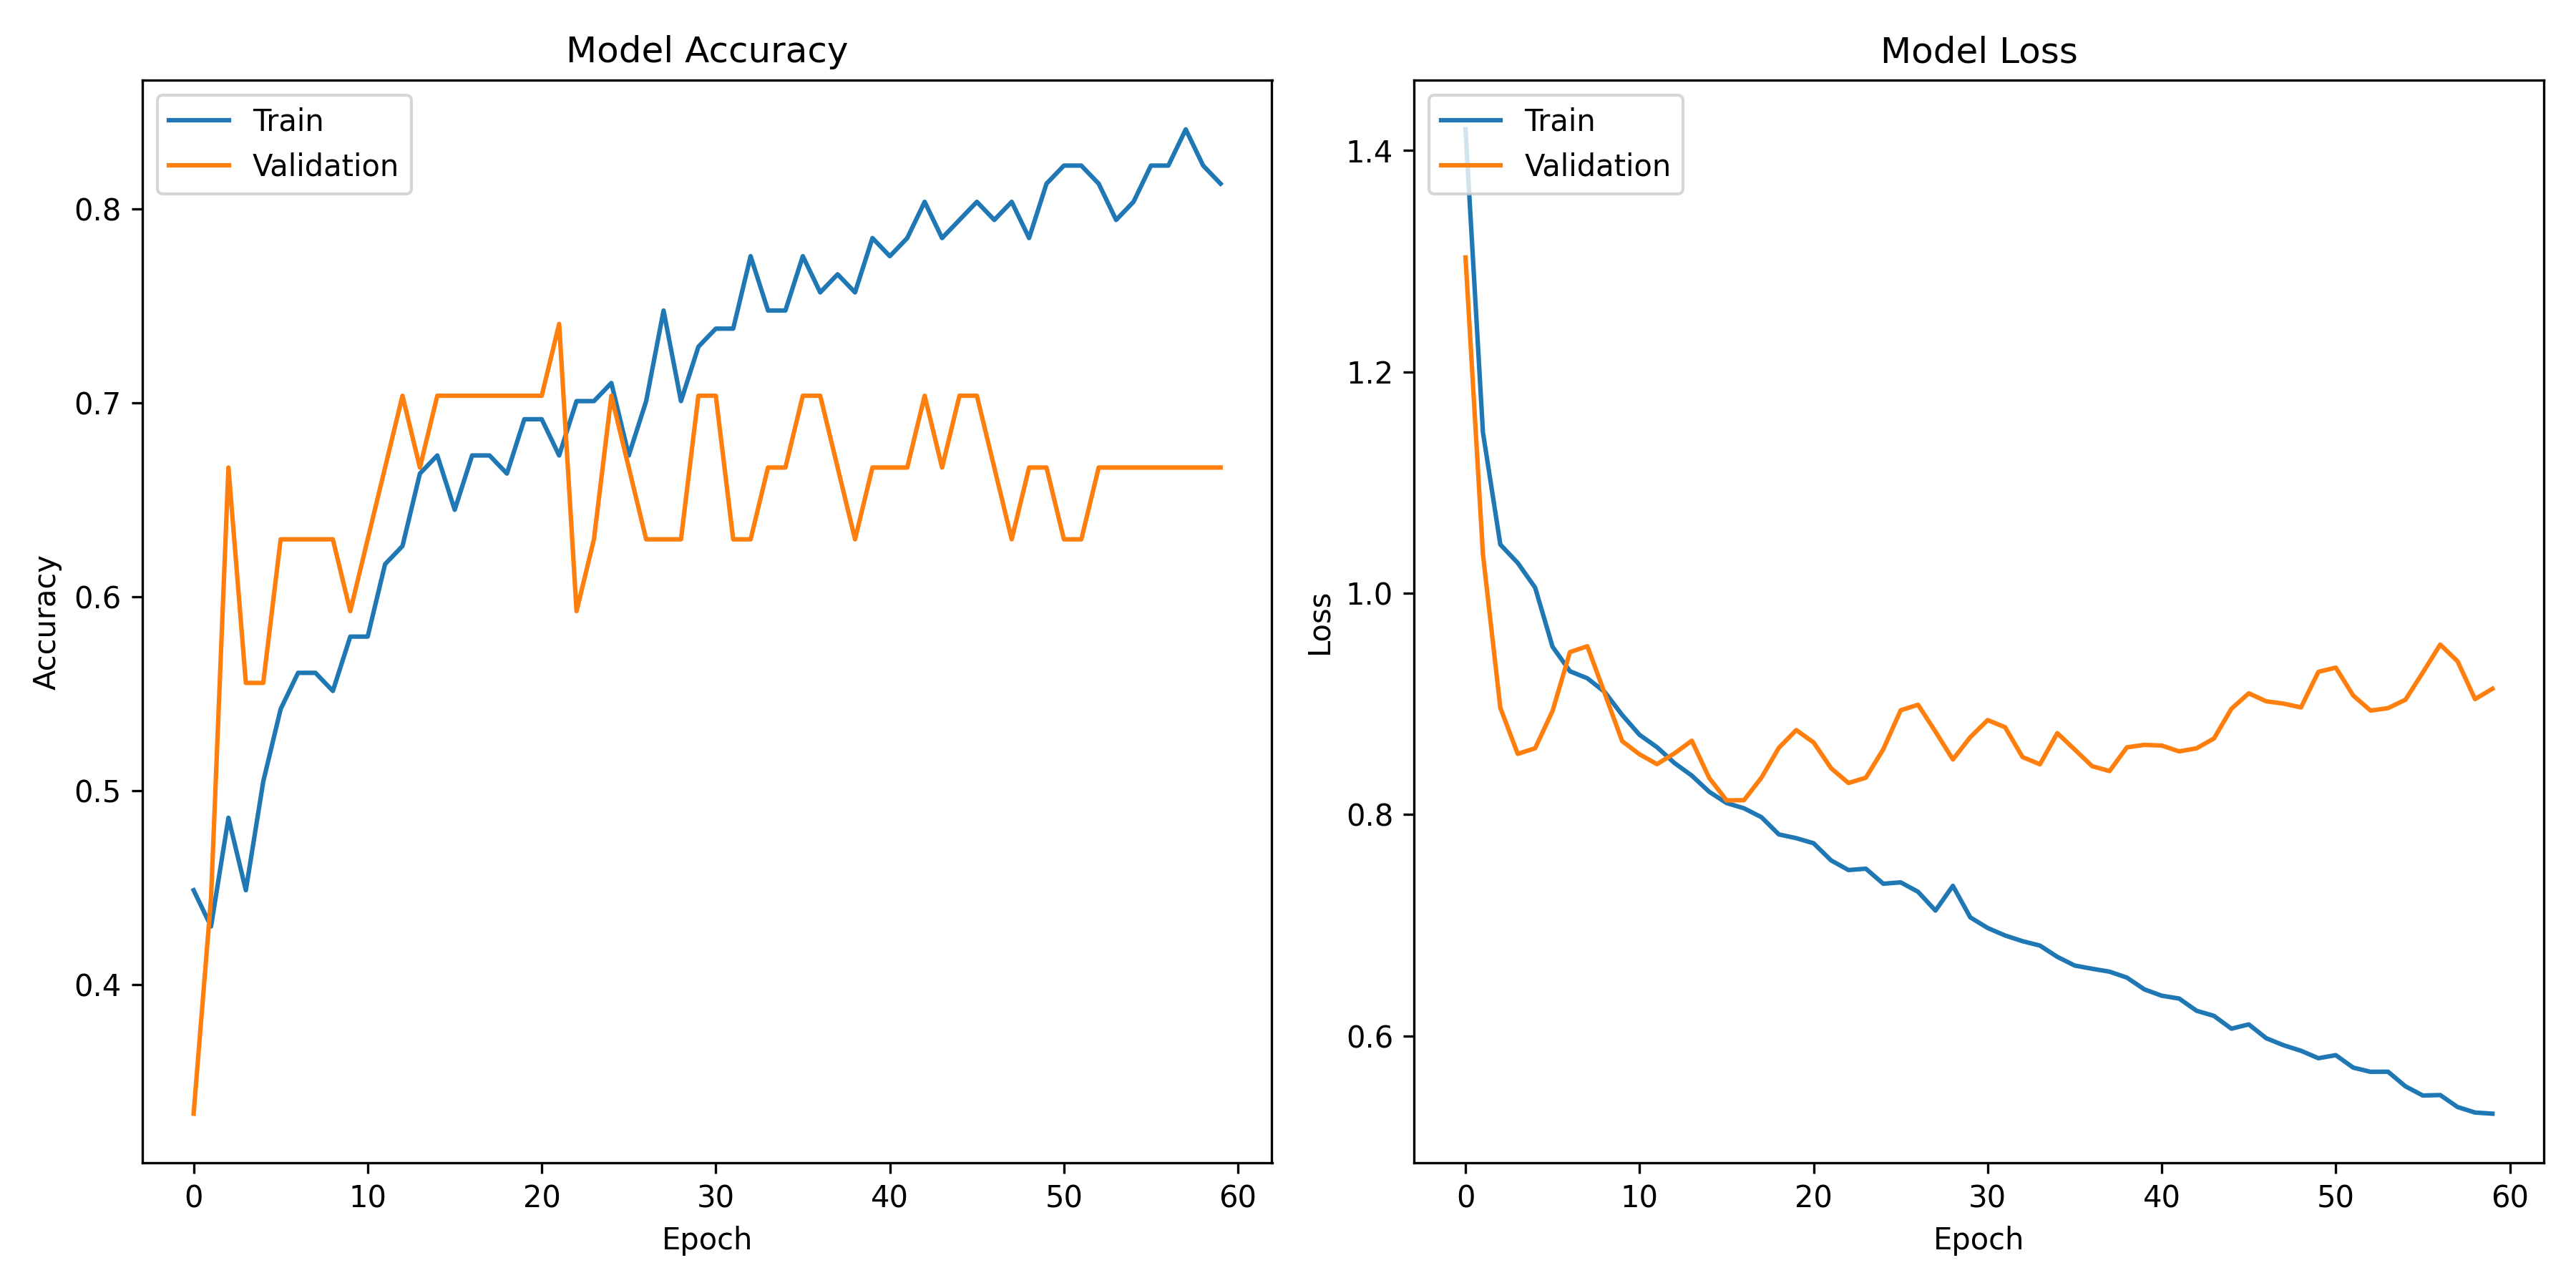 Model Accuracy
Train
Validation
0.8
0.7
0.6
0.5
0.4
Accuracy
0 10 20 30 40 50 60
Epoch
Model Loss
Train
Validation
1.4
1.2
1.0
0.8
0.6
Loss
0 10 20 30 40 50 60
Epoch